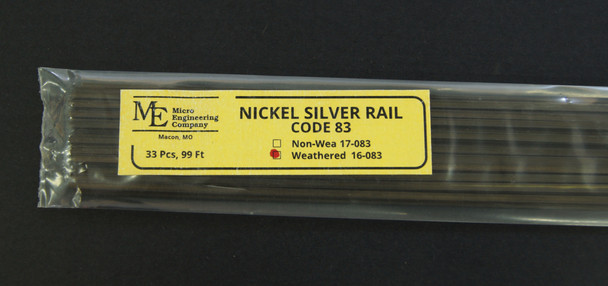 ME Micro
Engineering
Company
Macon, MO
NICKEL SILVER RAIL
CODE 83
Non-Wea 17-083
Weathered 16-083
33 Pcs, 99 Ft